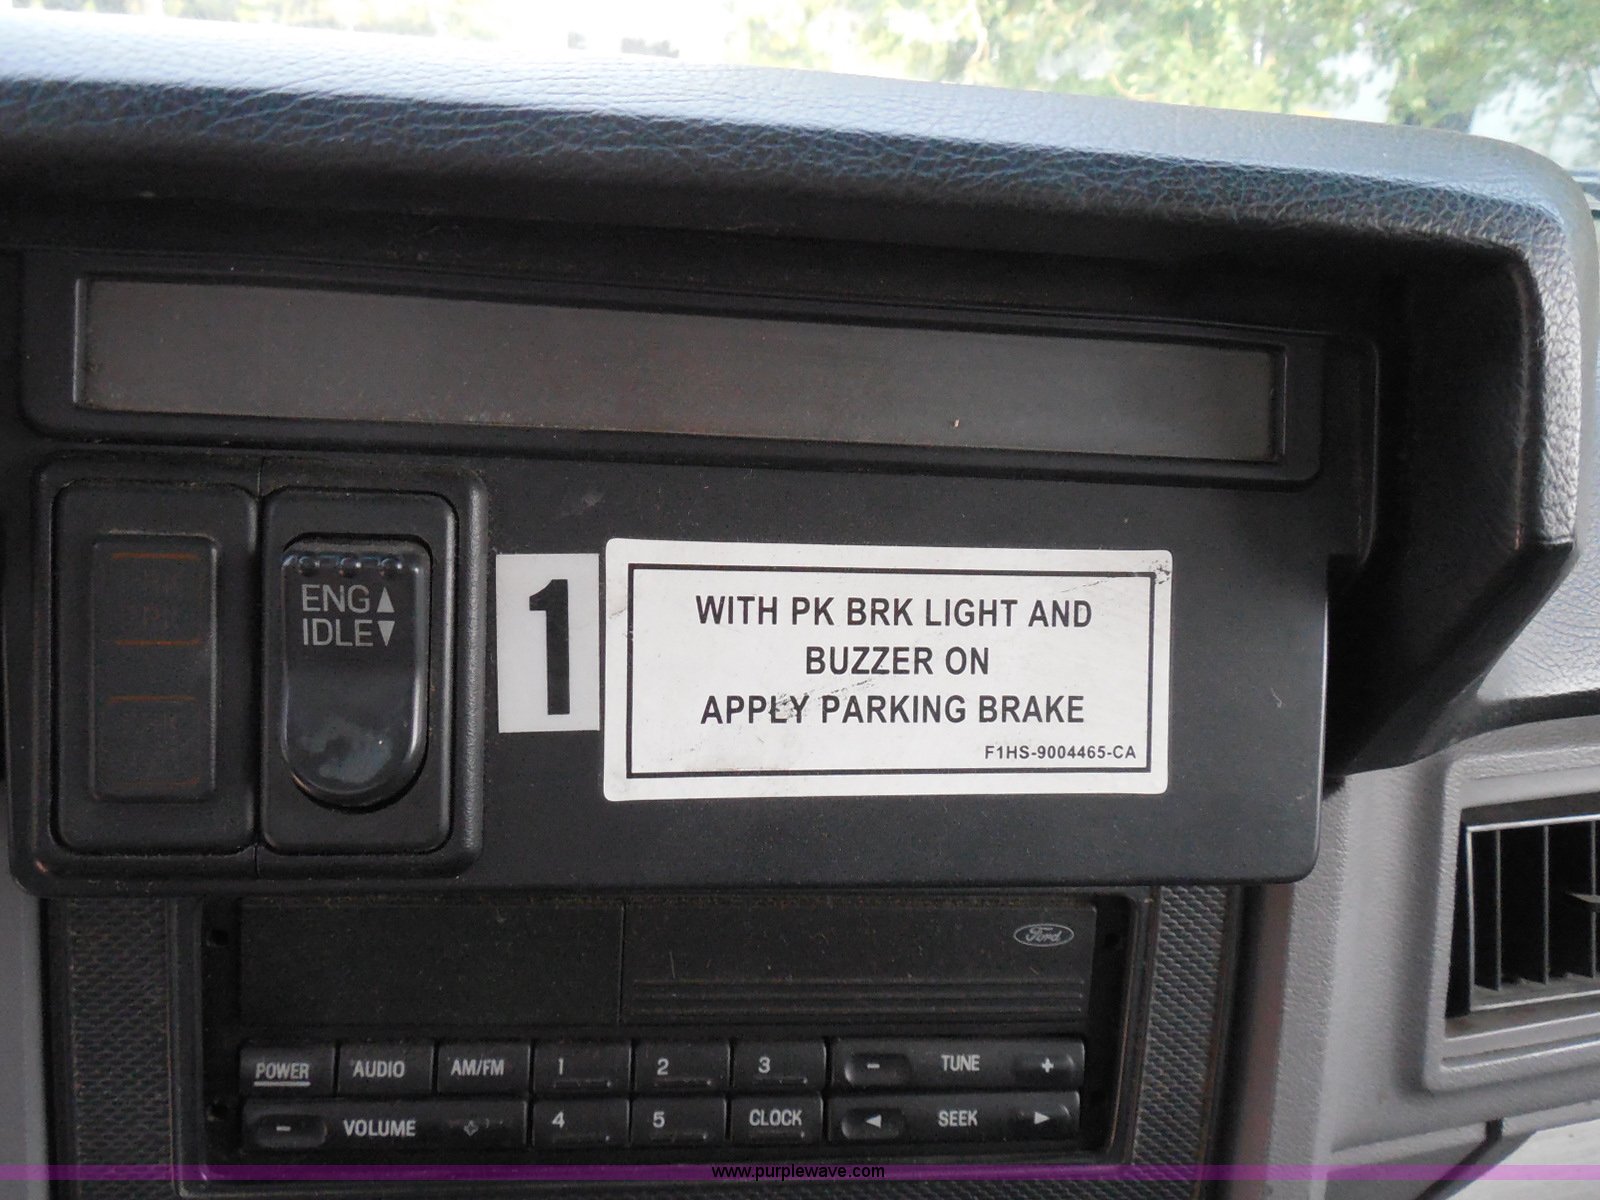 ENG▲
IDLE▼
1
WITH PK BRK LIGHT AND
BUZZER ON
APPLY PARKING BRAKE
F1HS-9004465-CA
Ford
POWER AUDIO AM/FM 1 2 3 - TUNE +
- VOLUME 4 5 CLOCK ◄ SEEK ►
www.purplewave.com